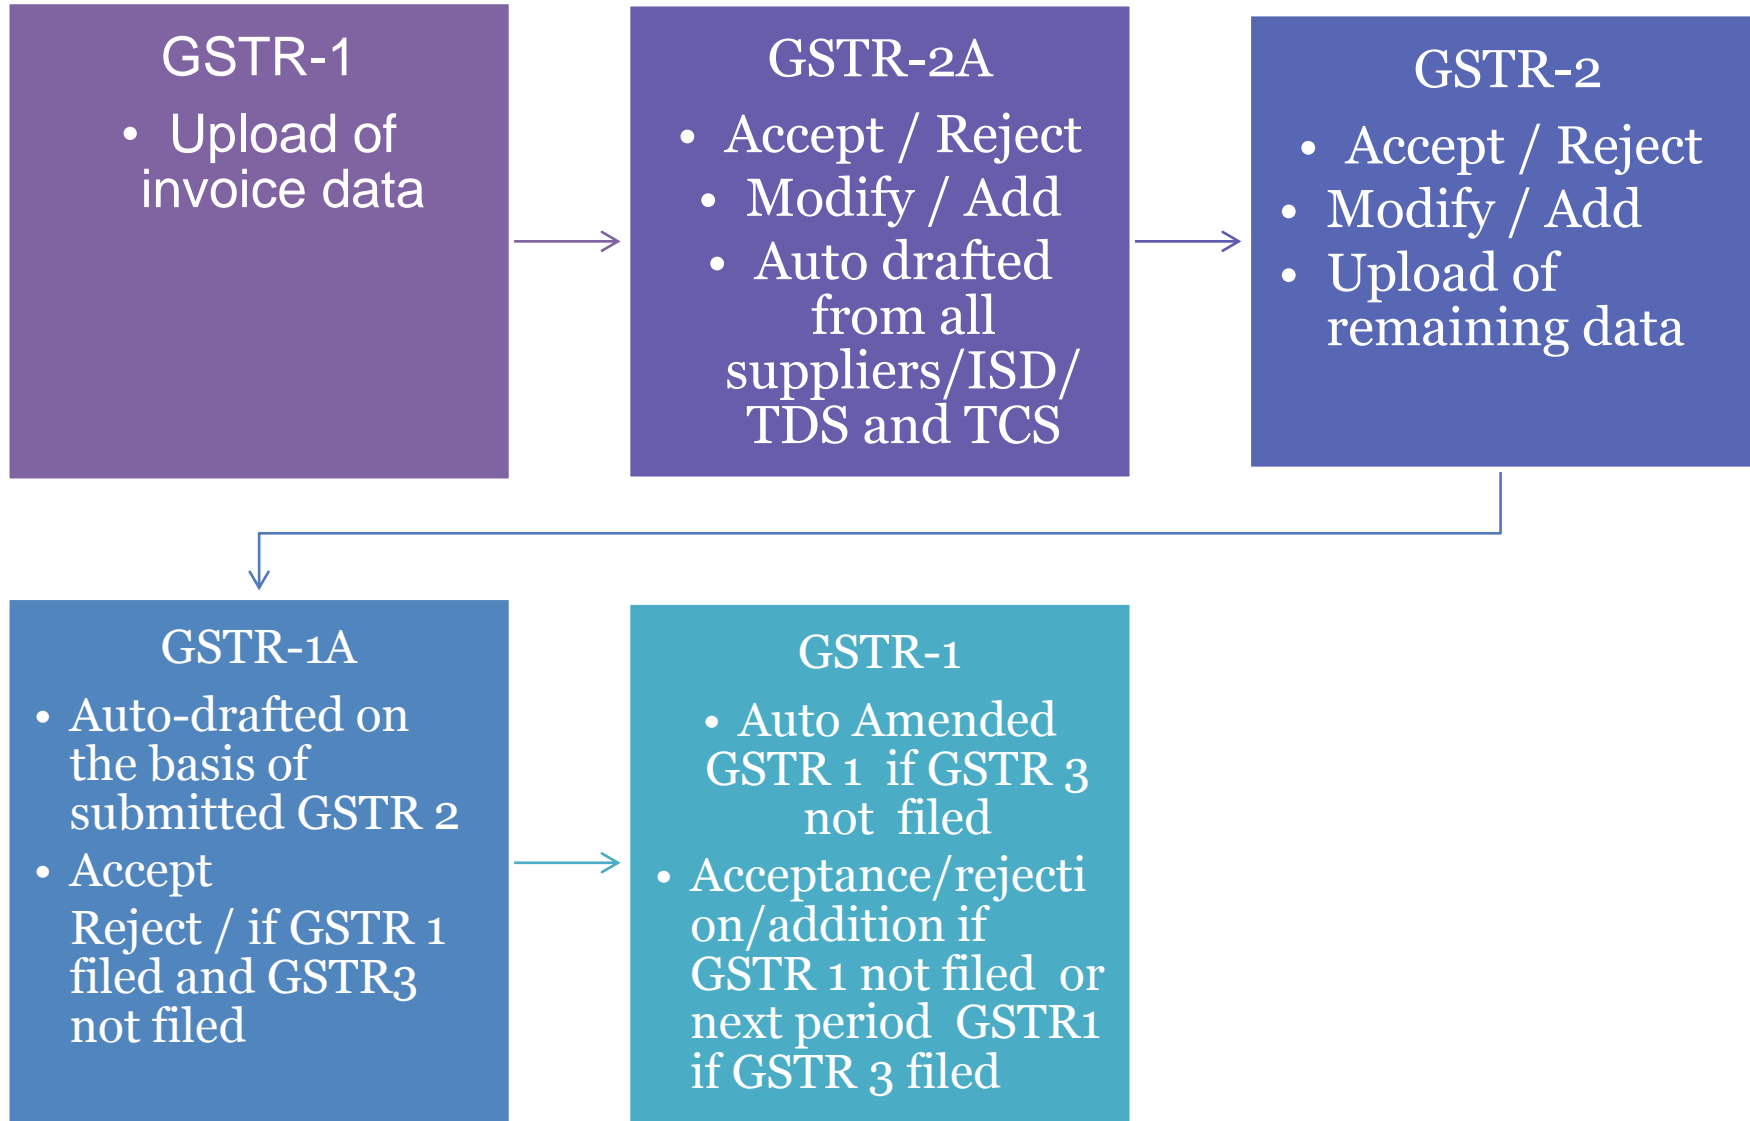 GSTR-1
• Upload of
invoice data
GSTR-2A
• Accept / Reject
• Modify / Add
• Auto drafted
from all
suppliers/ISD/
TDS and TCS
GSTR-2
• Accept / Reject
• Modify / Add
• Upload of
remaining data
GSTR-1A
• Auto-drafted on
the basis of
submitted GSTR 2
• Accept
Reject / if GSTR 1
filed and GSTR3
not filed
GSTR-1
• Auto Amended
GSTR 1 if GSTR 3
not filed
• Acceptance/rejecti
on/addition if
GSTR 1 not filed or
next period GSTR1
if GSTR 3 filed